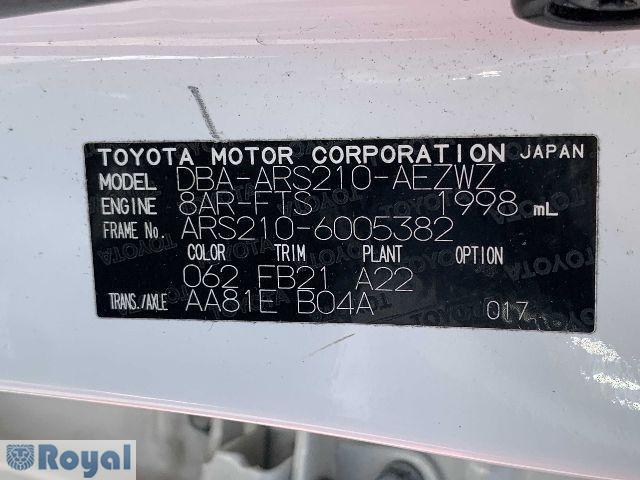 TOYOTA MOTOR CORPORATION JAPAN
MODEL DBA-ARS210-AEZWZ
ENGINE 8AR-FTS 1998 mL
FRAME No. ARS210-6005382
COLOR TRIM PLANT OPTION
062 FB21 A22
TRANS./AXLE AA81E B04A 017
Royal